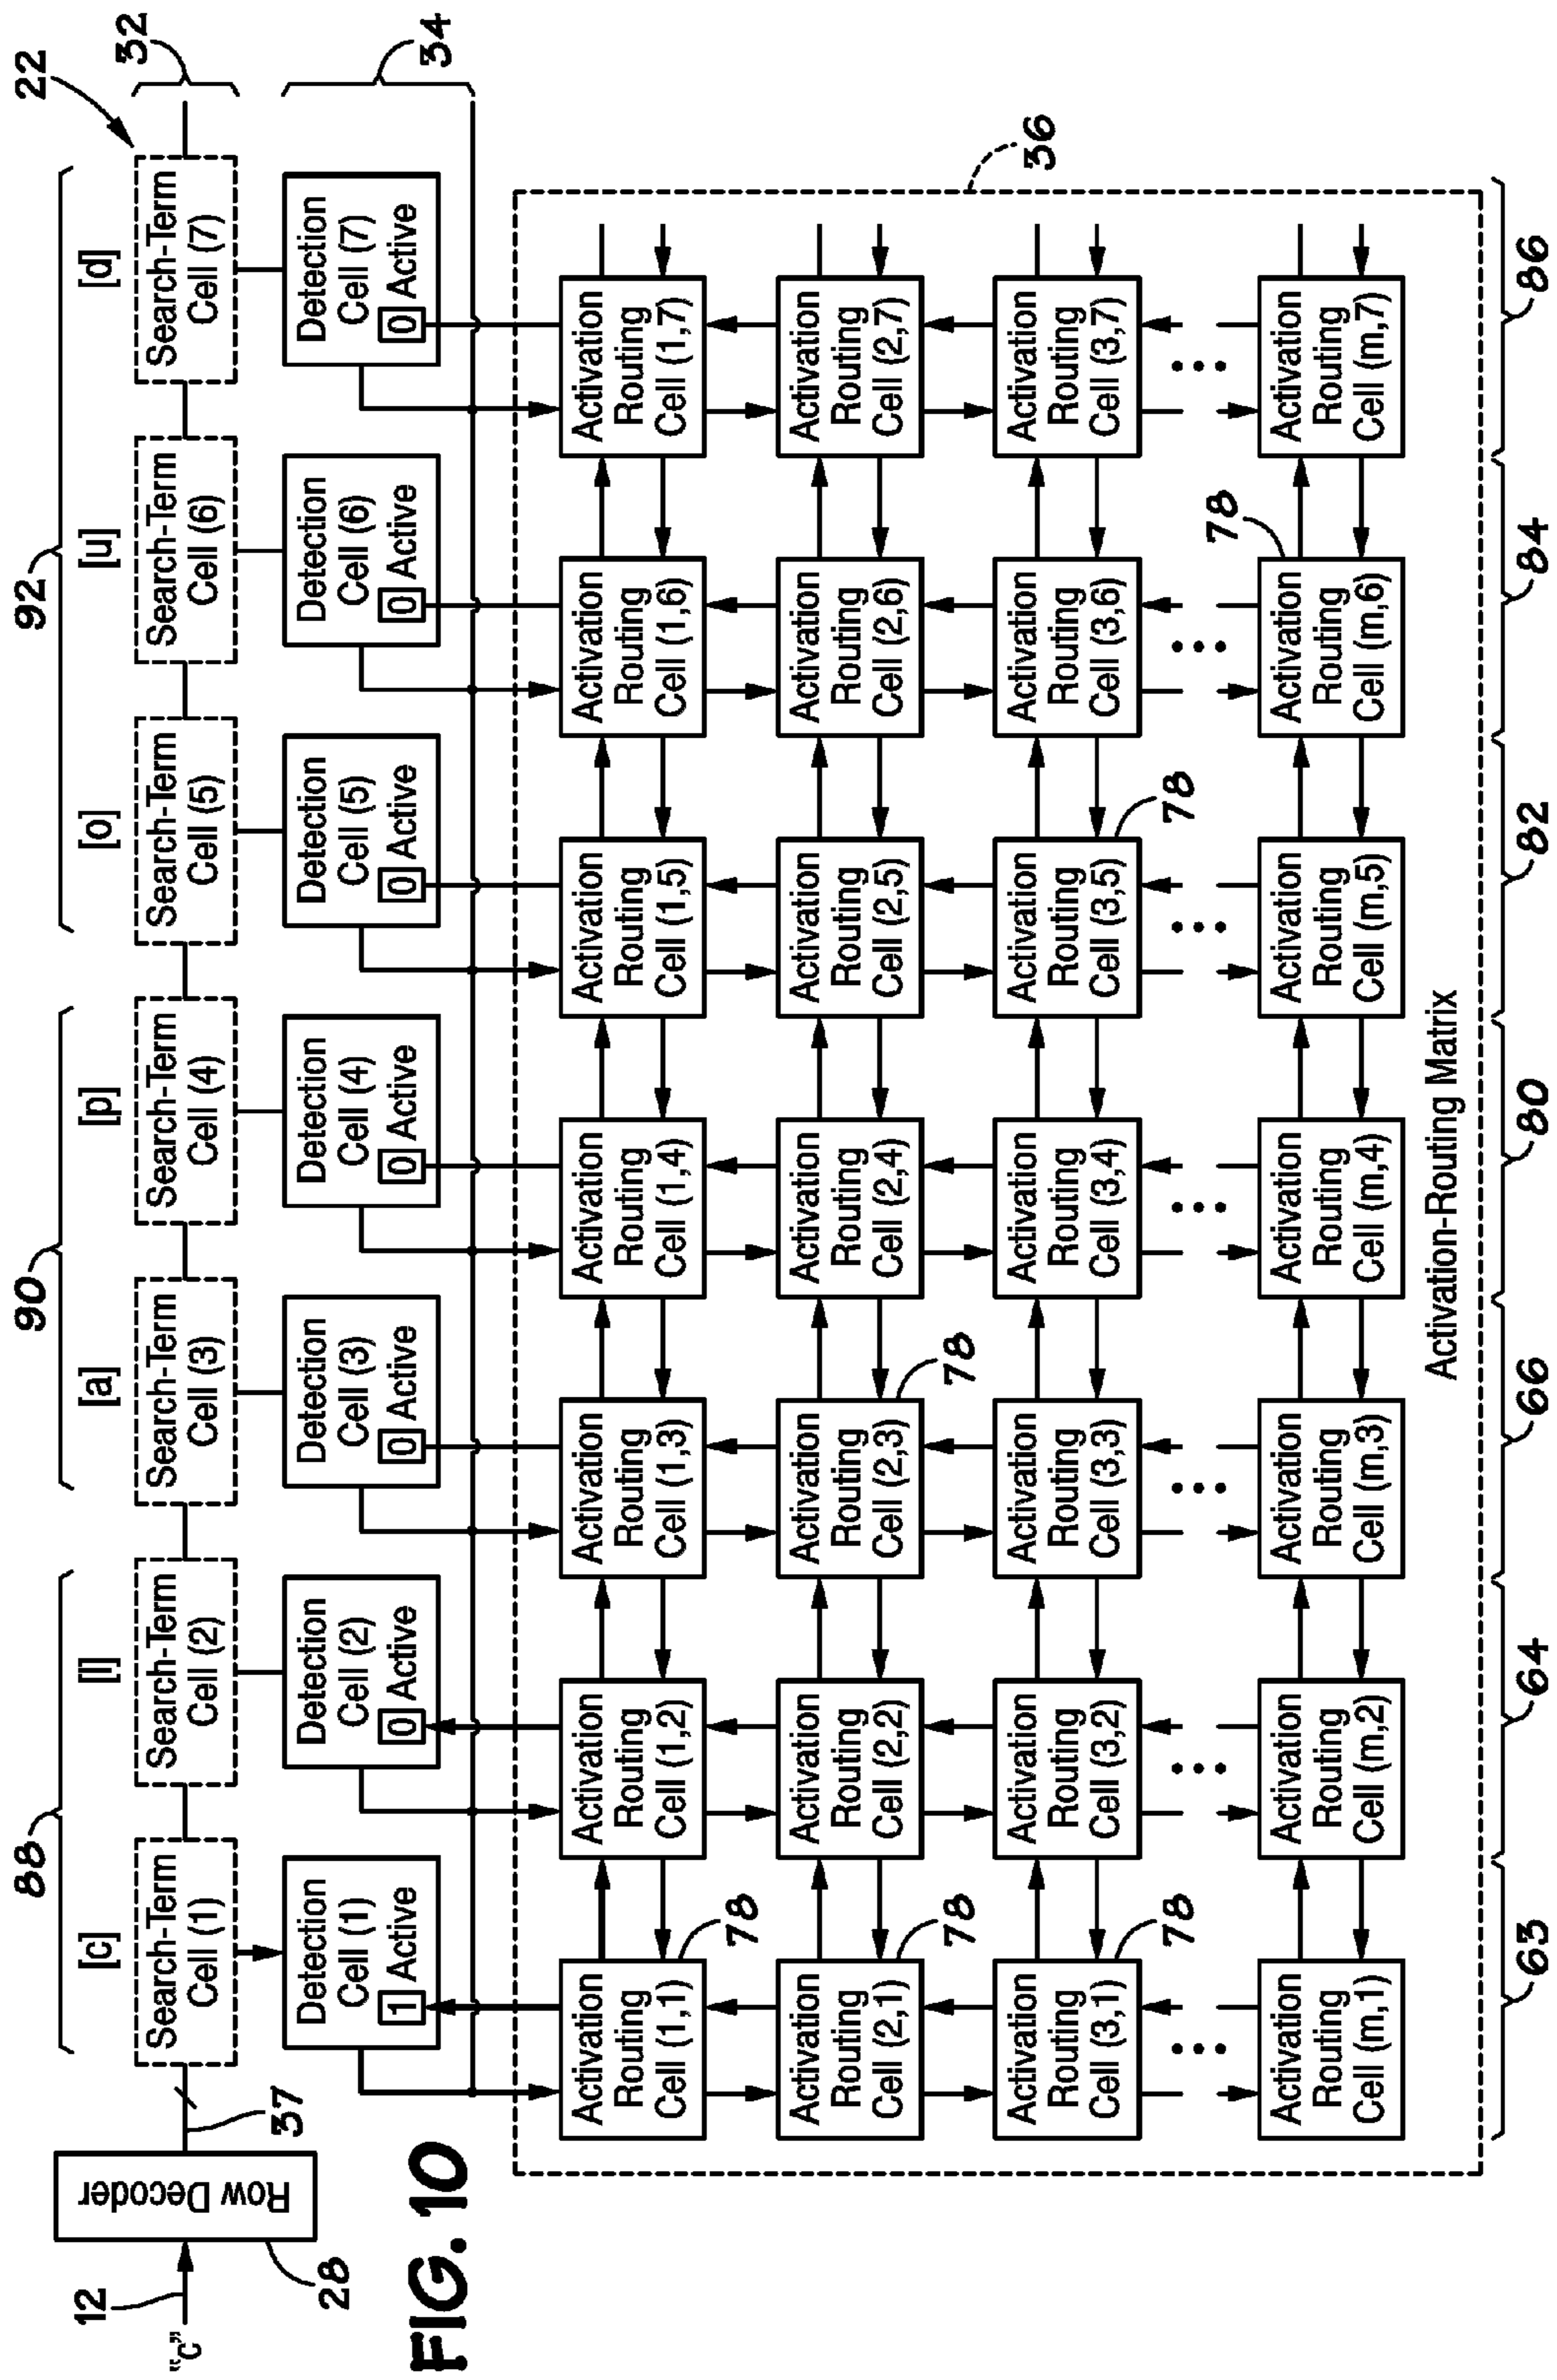 88
90
92
22
32
[c]
[l]
[a]
[p]
[o]
[u]
[d]
12
"c"
Row Decoder
28
37
Search-Term
Cell (1)
Search-Term
Cell (2)
Search-Term
Cell (3)
Search-Term
Cell (4)
Search-Term
Cell (5)
Search-Term
Cell (6)
Search-Term
Cell (7)
34
Detection
Cell (1)
1 Active
Detection
Cell (2)
0 Active
Detection
Cell (3)
0 Active
Detection
Cell (4)
0 Active
Detection
Cell (5)
0 Active
Detection
Cell (6)
0 Active
Detection
Cell (7)
0 Active
FIG. 10
36
Activation
Routing
Cell (1,1)
78
Activation
Routing
Cell (1,2)
Activation
Routing
Cell (1,3)
Activation
Routing
Cell (1,4)
Activation
Routing
Cell (1,5)
Activation
Routing
Cell (1,6)
Activation
Routing
Cell (1,7)
Activation
Routing
Cell (2,1)
78
Activation
Routing
Cell (2,2)
Activation
Routing
Cell (2,3)
78
Activation
Routing
Cell (2,4)
Activation
Routing
Cell (2,5)
Activation
Routing
Cell (2,6)
Activation
Routing
Cell (2,7)
Activation
Routing
Cell (3,1)
78
Activation
Routing
Cell (3,2)
Activation
Routing
Cell (3,3)
Activation
Routing
Cell (3,4)
Activation
Routing
Cell (3,5)
78
Activation
Routing
Cell (3,6)
Activation
Routing
Cell (3,7)
Activation
Routing
Cell (m,1)
Activation
Routing
Cell (m,2)
Activation
Routing
Cell (m,3)
Activation
Routing
Cell (m,4)
Activation
Routing
Cell (m,5)
Activation
Routing
Cell (m,6)
78
Activation
Routing
Cell (m,7)
Activation-Routing Matrix
63
64
66
80
82
84
86